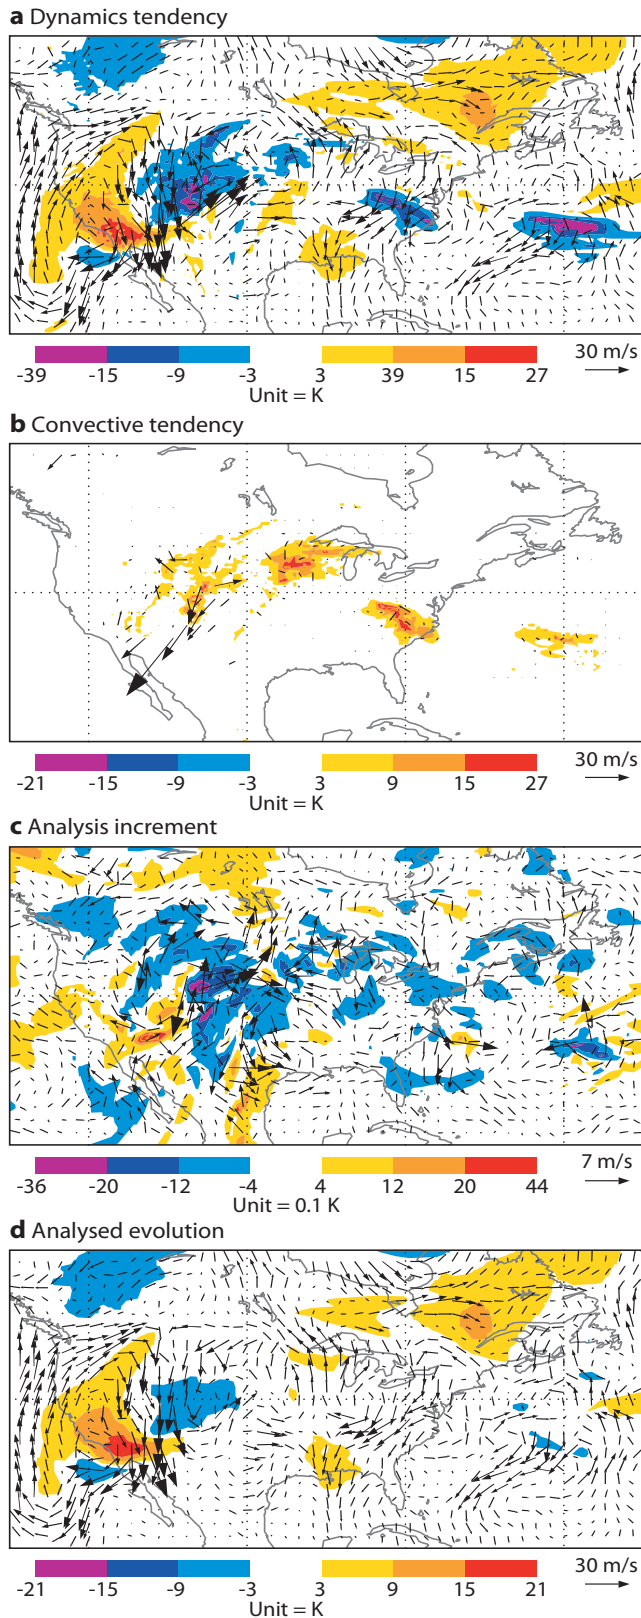 a Dynamics tendency
-39 -15 -9 -3 3 39 15 27 30 m/s
Unit = K
b Convective tendency
-21 -15 -9 -3 3 9 15 27 30 m/s
Unit = K
c Analysis increment
-36 -20 -12 -4 4 12 20 44 7 m/s
Unit = 0.1 K
d Analysed evolution
-21 -15 -9 -3 3 9 15 21 30 m/s
Unit = K